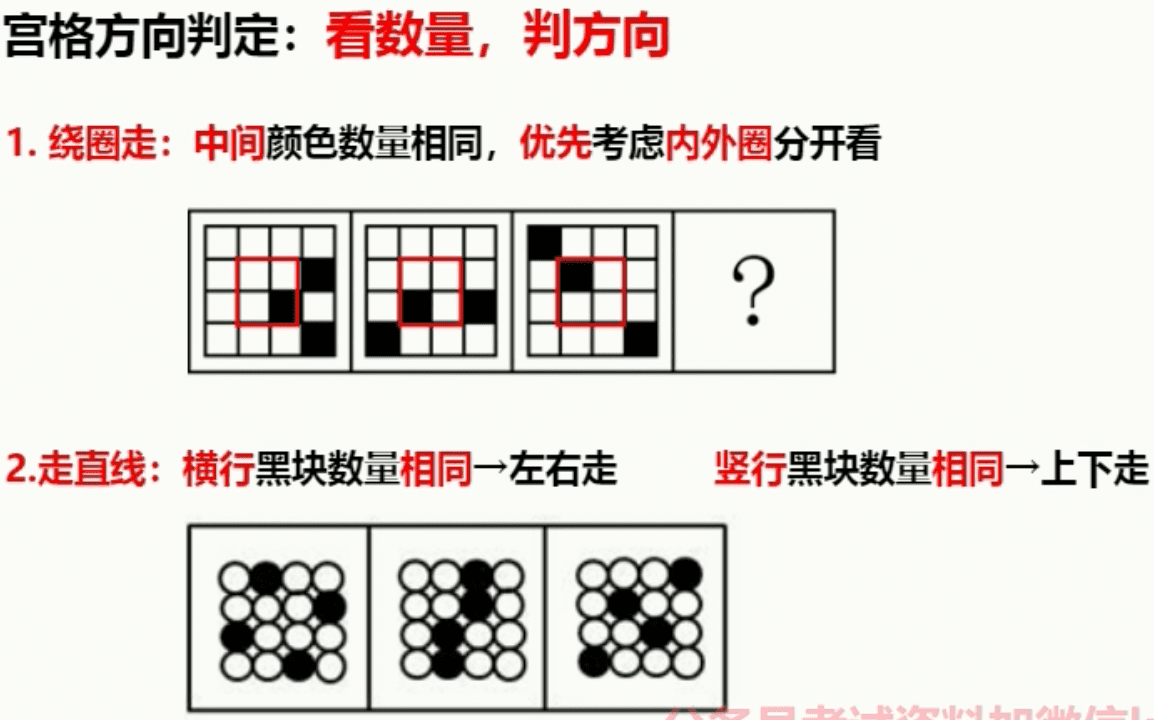 宫格方向判定：看数量，判方向
1. 绕圈走：中间颜色数量相同，优先考虑内外圈分开看
?
2.走直线：横行黑块数量相同→左右走 竖行黑块数量相同→上下走